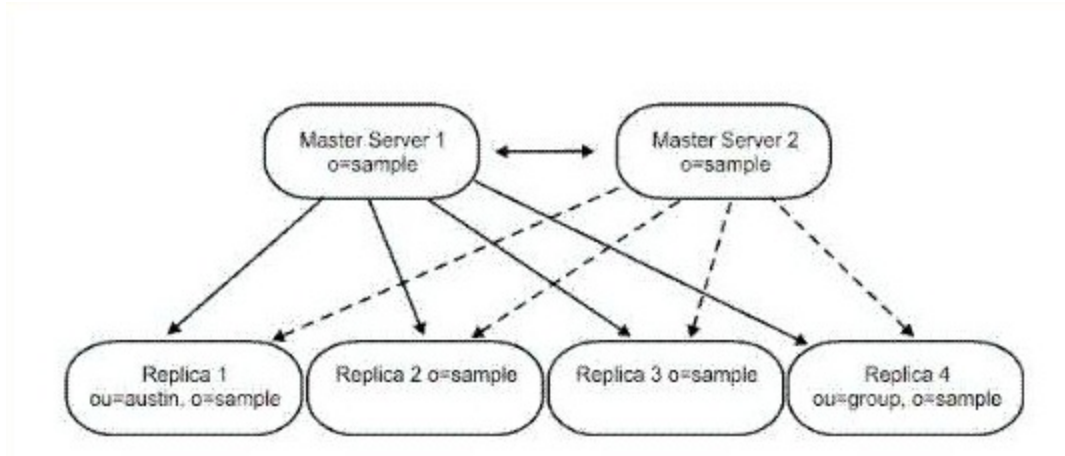 Master Server 1
o=sample
Master Server 2
o=sample
Replica 1
ou=austin, o=sample
Replica 2 o=sample
Replica 3 o=sample
Replica 4
ou=group, o=sample